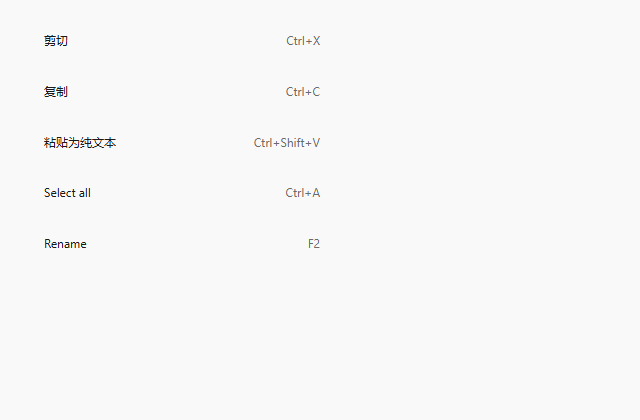 剪切 Ctrl+X
复制 Ctrl+C
粘贴为纯文本 Ctrl+Shift+V
Select all Ctrl+A
Rename F2